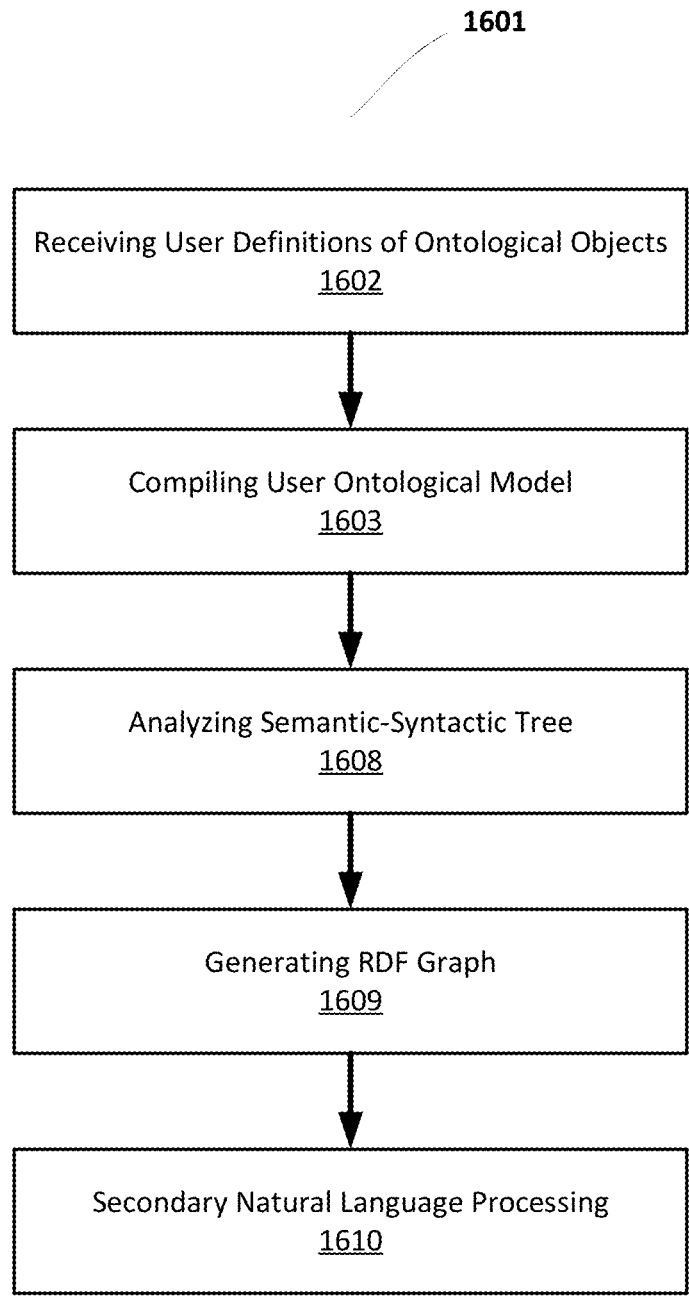 1601
Receiving User Definitions of Ontological Objects
1602
Compiling User Ontological Model
1603
Analyzing Semantic-Syntactic Tree
1608
Generating RDF Graph
1609
Secondary Natural Language Processing
1610